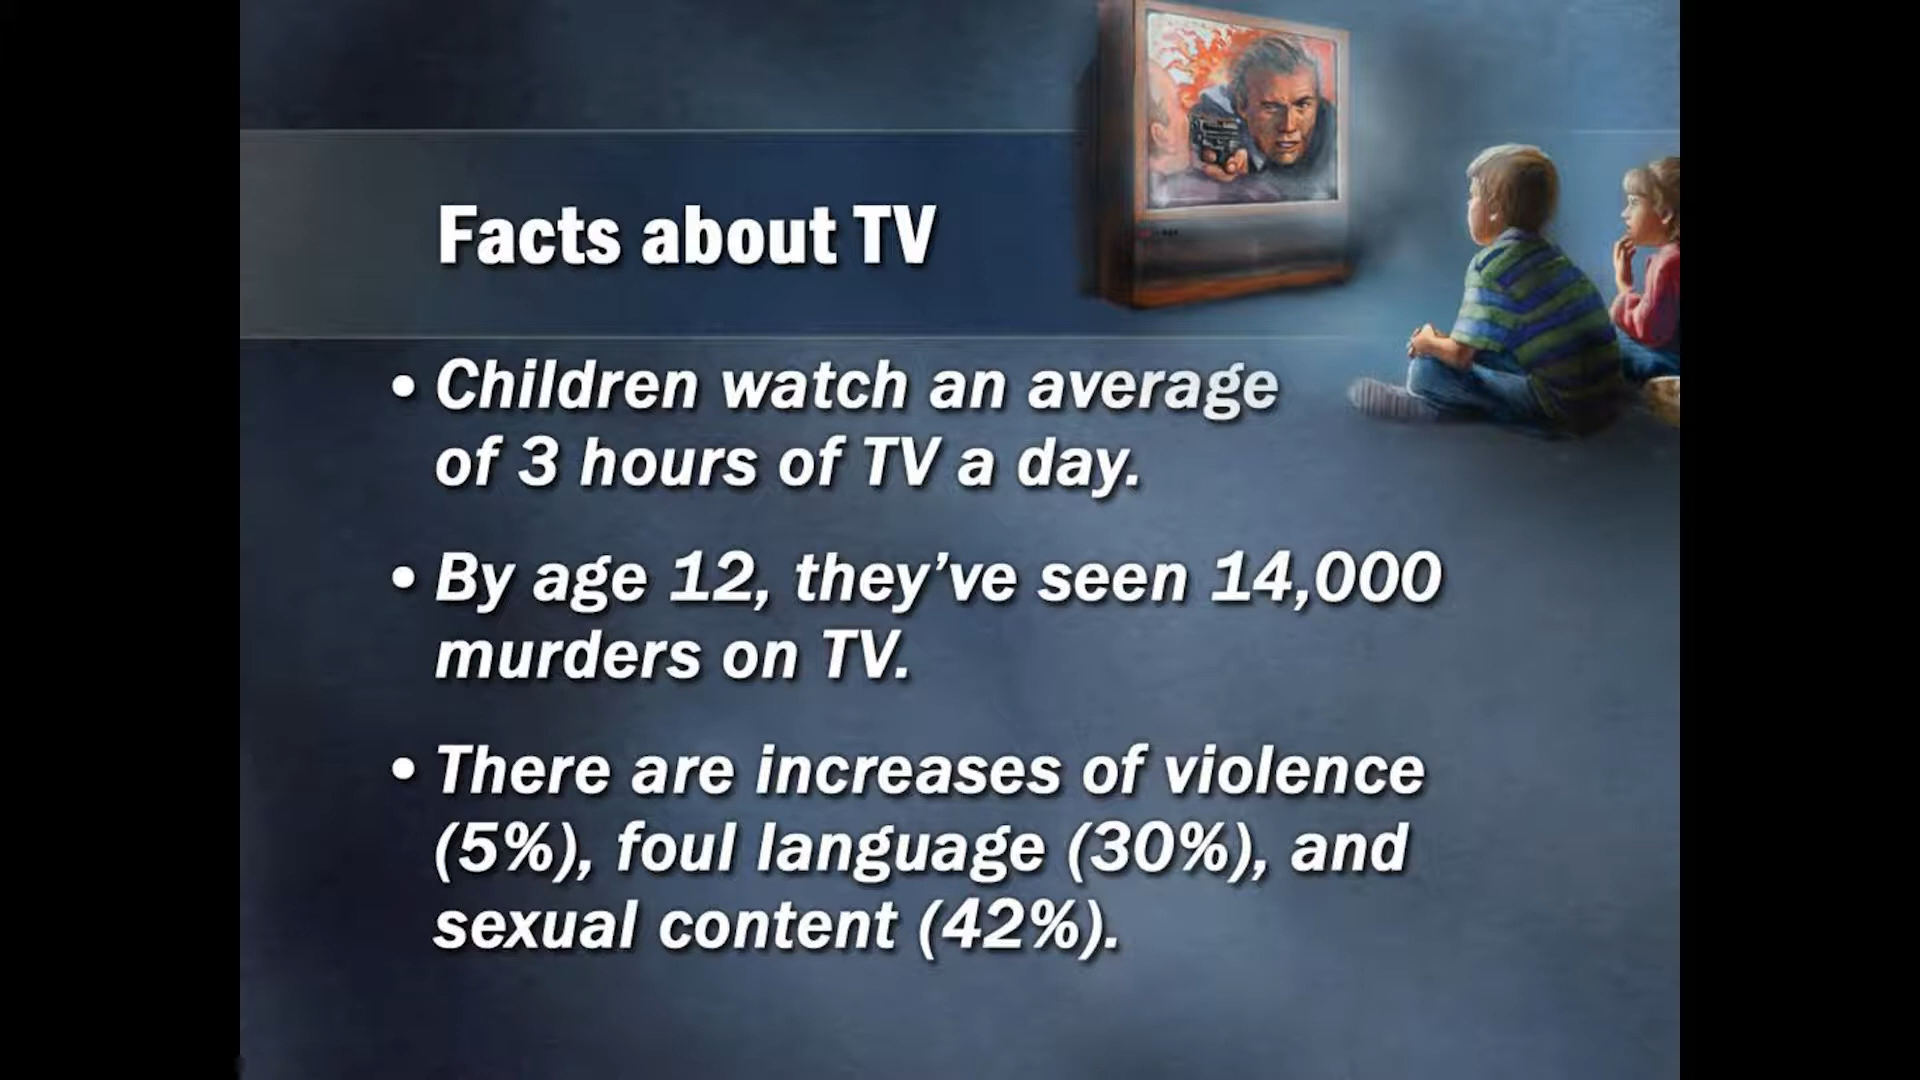 Facts about TV
• Children watch an average
of 3 hours of TV a day.
• By age 12, they’ve seen 14,000
murders on TV.
• There are increases of violence
(5%), foul language (30%), and
sexual content (42%).